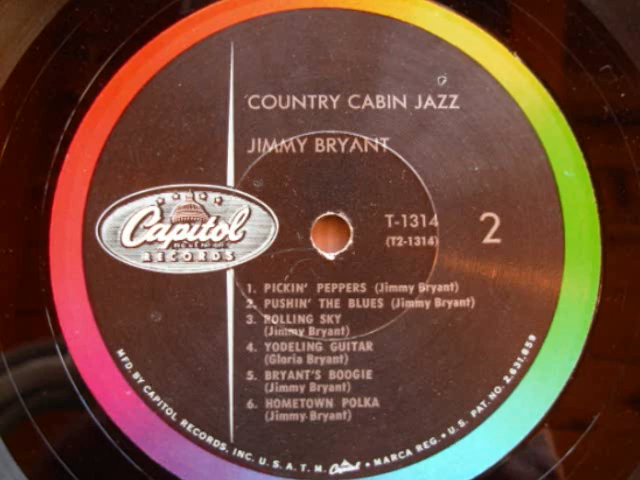 COUNTRY CABIN JAZZ
JIMMY BRYANT
Capitol
RECORDS
T-1314
(T2-1314)
2
1. PICKIN' PEPPERS (Jimmy Bryant)
2. PUSHIN' THE BLUES (Jimmy Bryant)
3. ROLLING SKY
(Jimmy Bryant)
4. YODELING GUITAR
(Gloria Bryant)
5. BRYANT'S BOOGIE
(Jimmy Bryant)
6. HOMETOWN POLKA
(Jimmy Bryant)
MFD. BY CAPITOL RECORDS, INC. U.S.A. T.M. Capitol • MARCA REG. • U.S. PAT. NO. 2,631,859